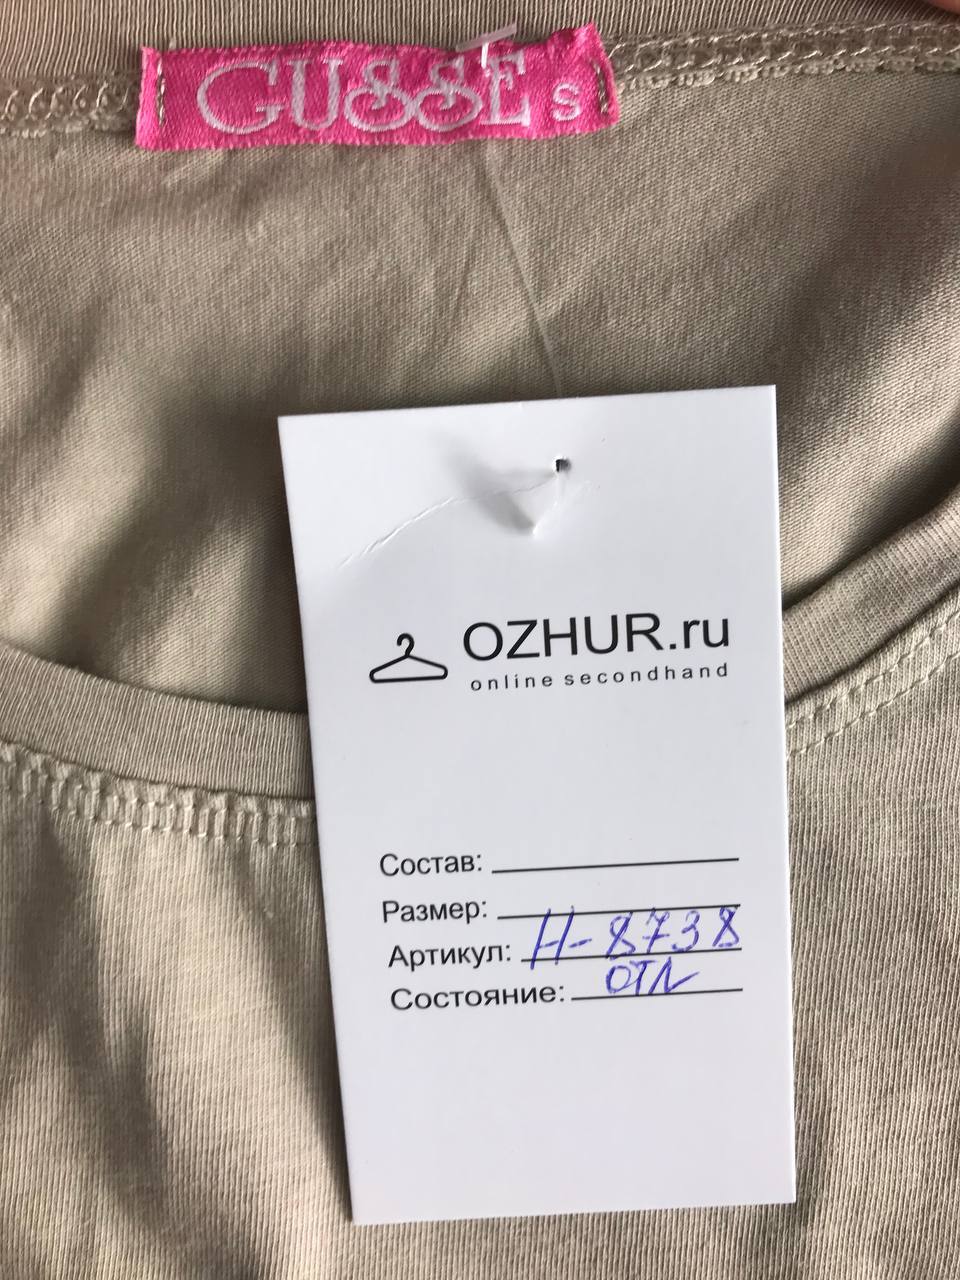 GUSSE S
OZHUR.ru
online secondhand
Состав:
Размер:
Артикул: Н-8738
Состояние: ОТЛ